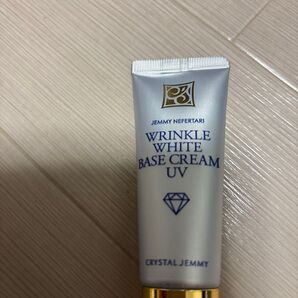 JEMMY NEFERTARI
WRINKLE
WHITE
BASE CREAM
UV
CRYSTAL JEMMY